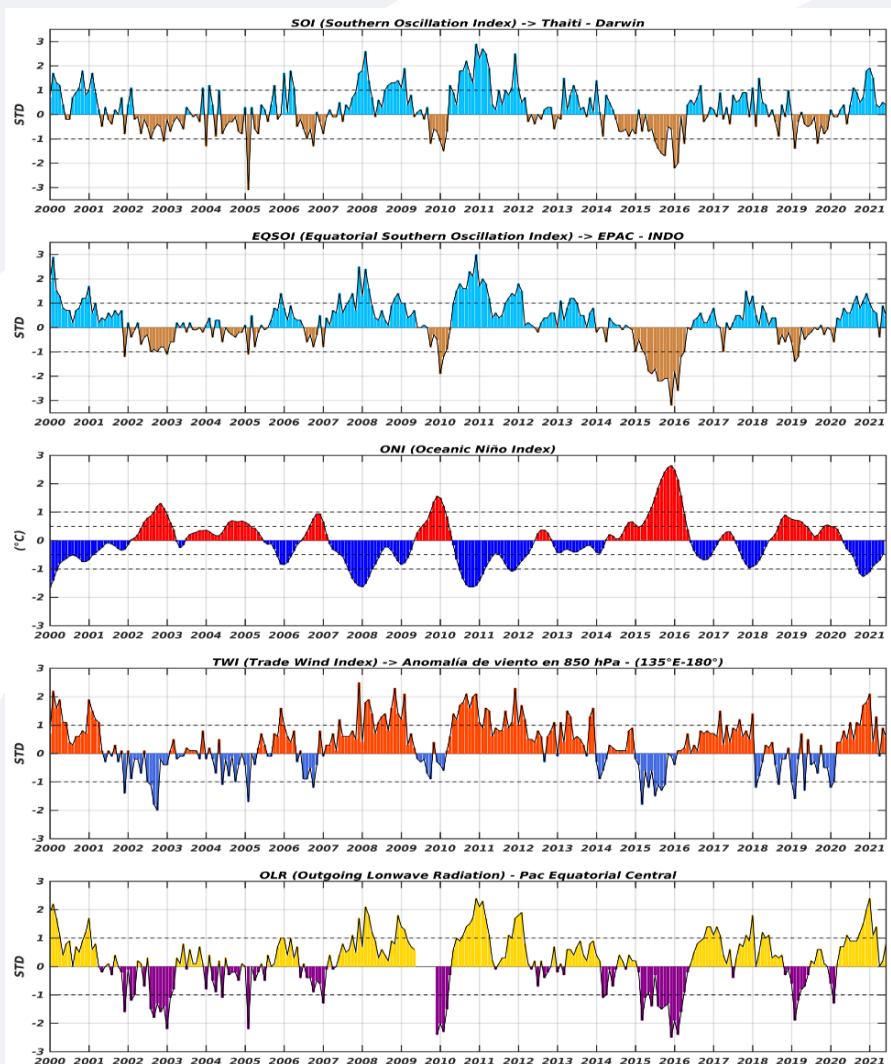 SOI (Southern Oscillation Index) -> Thaiti - Darwin
3
2
1
0
-1
-2
-3
STD
2000 2001 2002 2003 2004 2005 2006 2007 2008 2009 2010 2011 2012 2013 2014 2015 2016 2017 2018 2019 2020 2021
EQSOI (Equatorial Southern Oscillation Index) -> EPAC - INDO
3
2
1
0
-1
-2
-3
STD
2000 2001 2002 2003 2004 2005 2006 2007 2008 2009 2010 2011 2012 2013 2014 2015 2016 2017 2018 2019 2020 2021
ONI (Oceanic Niño Index)
3
2
1
0
-1
-2
-3
(°C)
2000 2001 2002 2003 2004 2005 2006 2007 2008 2009 2010 2011 2012 2013 2014 2015 2016 2017 2018 2019 2020 2021
TWI (Trade Wind Index) -> Anomalía de viento en 850 hPa - (135°E-180°)
3
2
1
0
-1
-2
-3
STD
2000 2001 2002 2003 2004 2005 2006 2007 2008 2009 2010 2011 2012 2013 2014 2015 2016 2017 2018 2019 2020 2021
OLR (Outgoing Lonwave Radiation) - Pac Equatorial Central
3
2
1
0
-1
-2
-3
STD
2000 2001 2002 2003 2004 2005 2006 2007 2008 2009 2010 2011 2012 2013 2014 2015 2016 2017 2018 2019 2020 2021